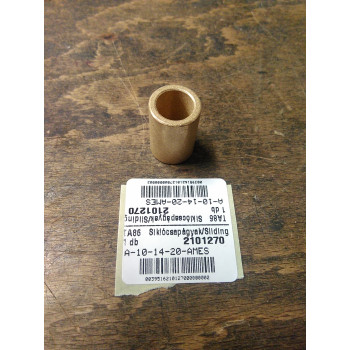 A-10-14-20-AMES
1 db 2101270
TA86 Siklócsapágyak/Sliding
TA86 Siklócsapágyak/Sliding
1 db 2101270
A-10-14-20-AMES